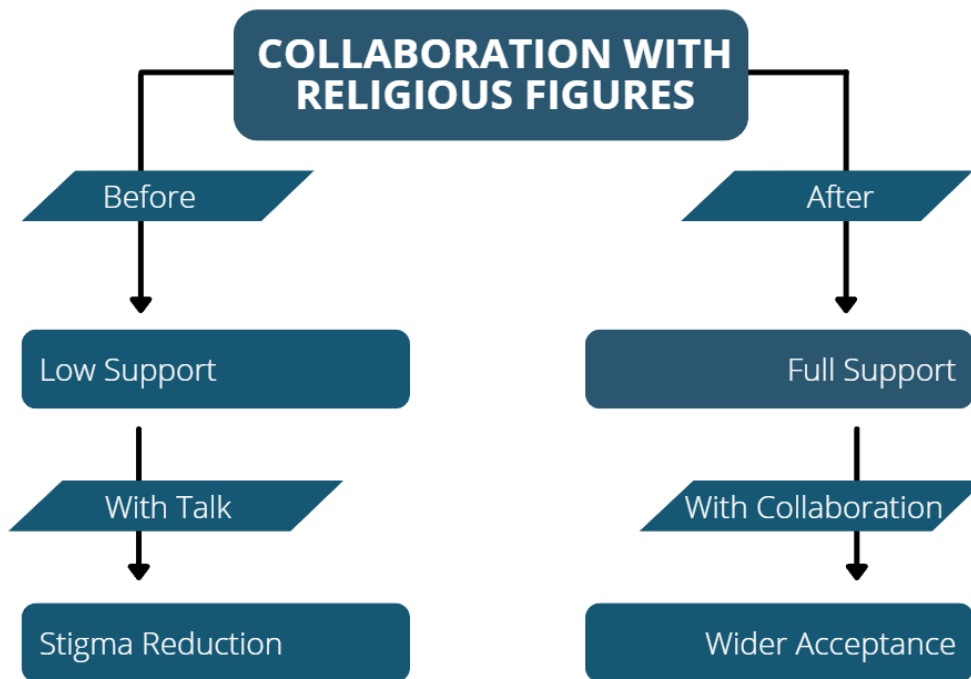 COLLABORATION WITH
RELIGIOUS FIGURES
Before
After
Low Support
Full Support
With Talk
With Collaboration
Stigma Reduction
Wider Acceptance